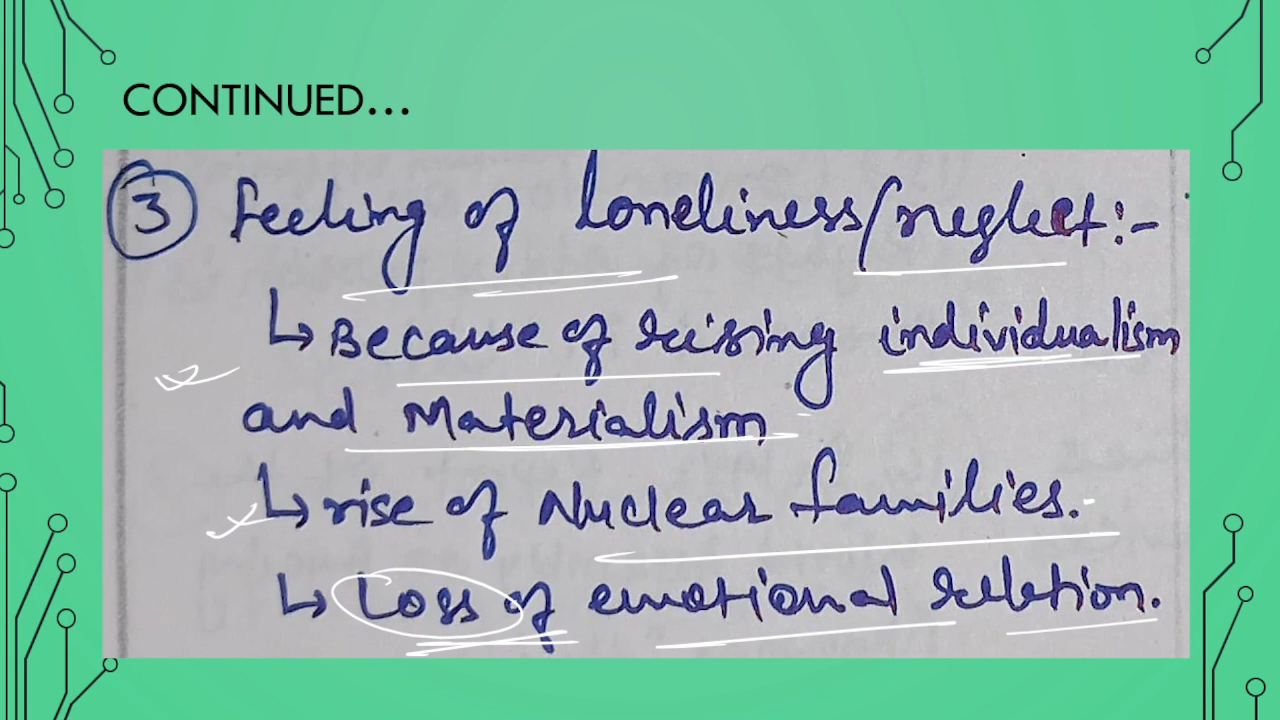 CONTINUED...
3 Feeling of loneliness/neglect:-
↳ Because of rising individualism
and Materialism
↳ rise of Nuclear families.
↳ Loss of emotional relation.